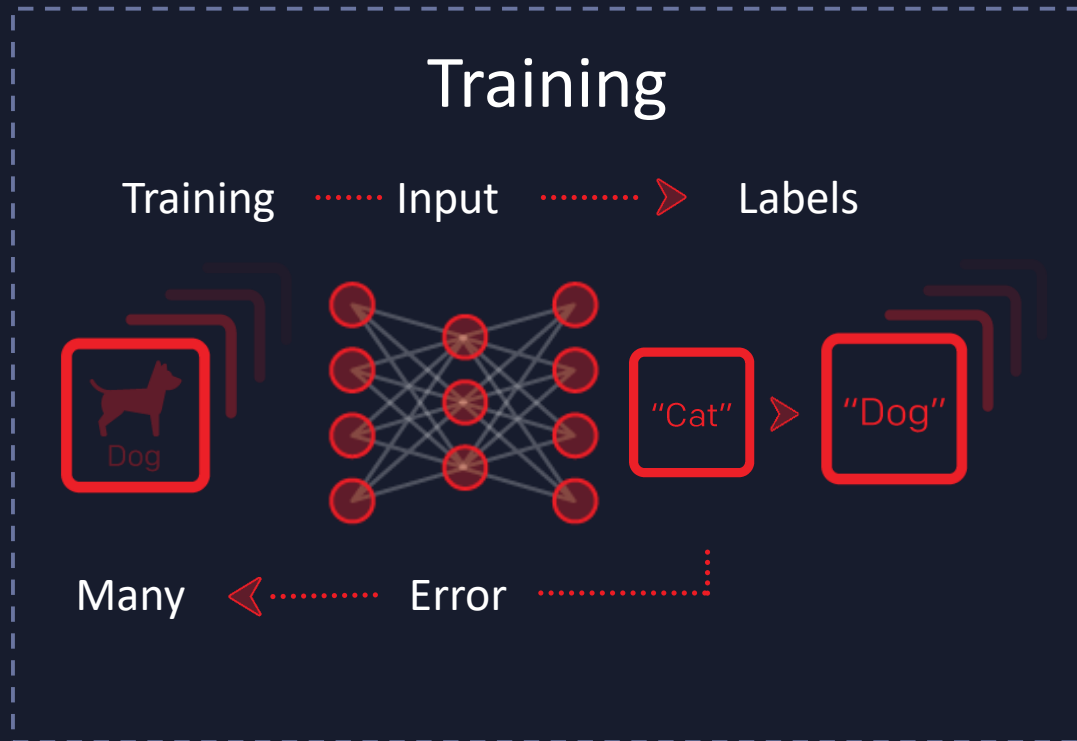 Training
Training Input Labels
Dog
“Cat” “Dog”
Many Error